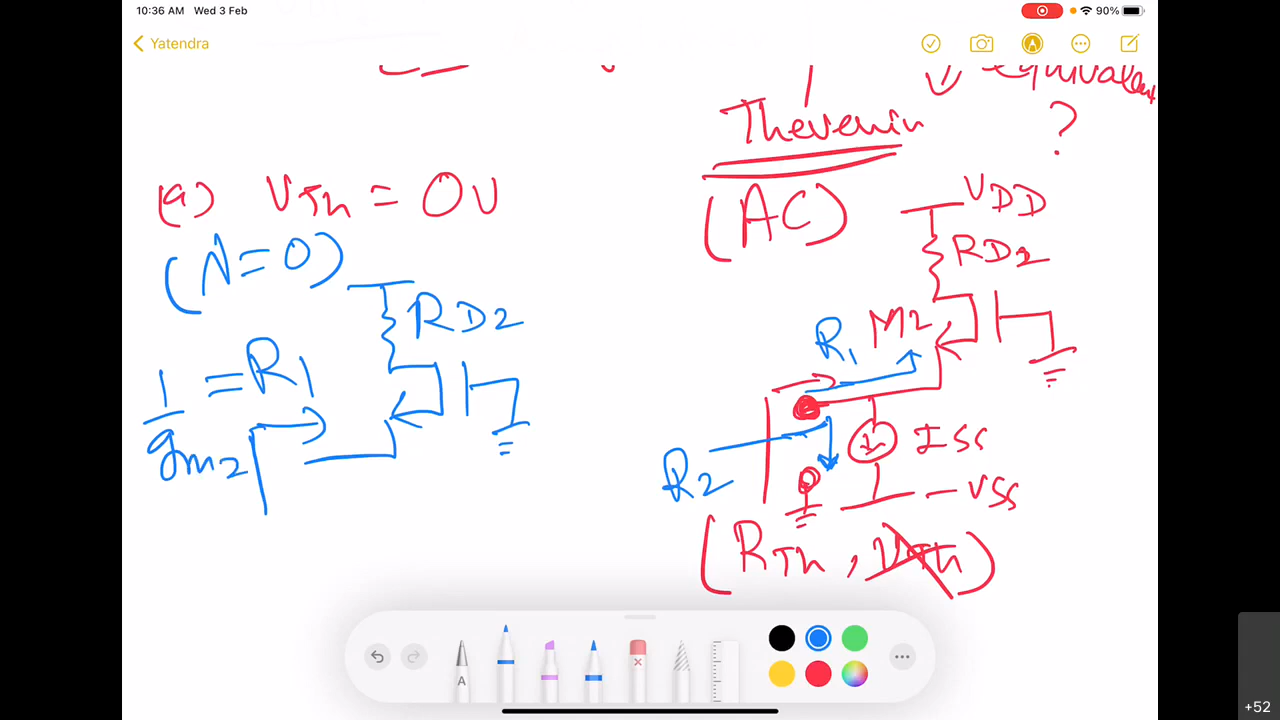 10:36 AM Wed 3 Feb
90%
Yatendra
equivalent
?
Thevenin
(AC)
(a) VTh = 0V
(λ=0)
RD2
1/gm2 = R1
VDD
RD2
M2
R1
R2
ISS
-VSS
(RTh, VTh)
A
+52